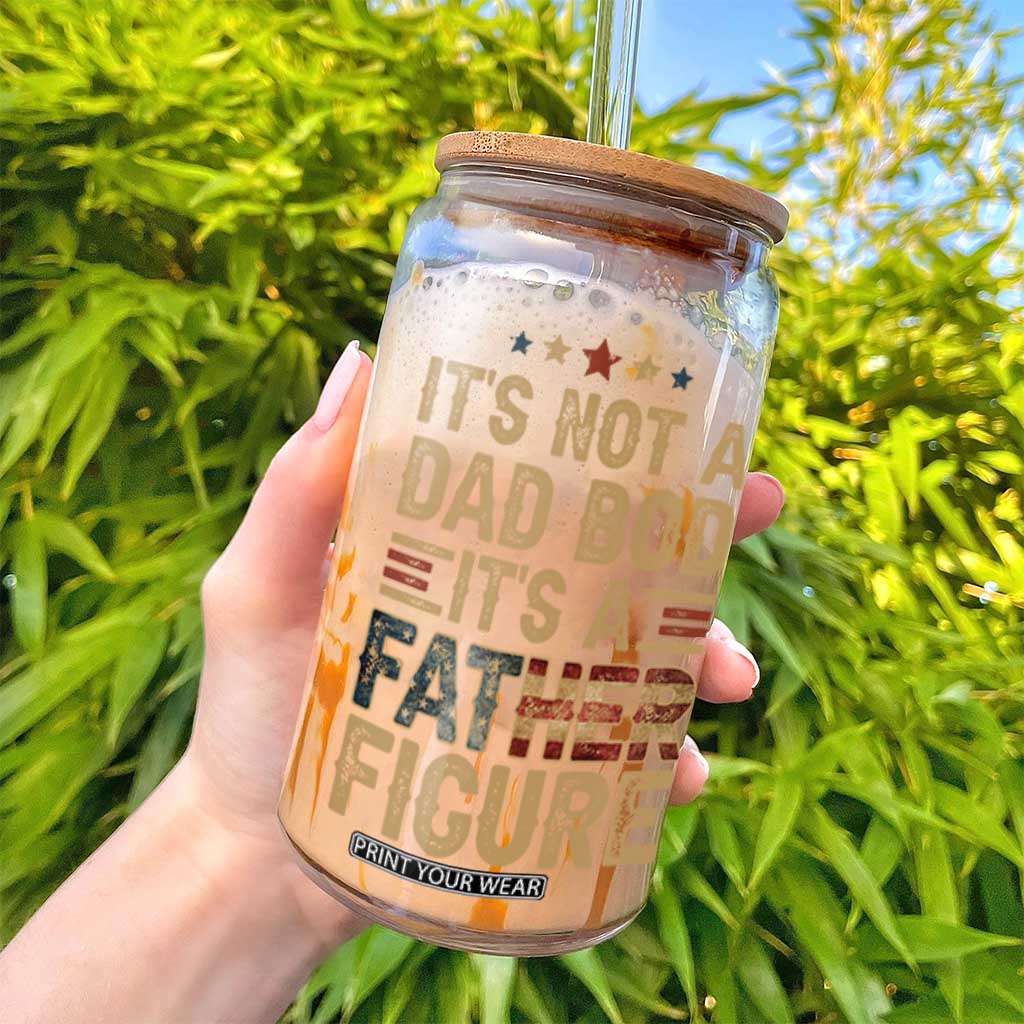 IT'S NOT A
DAD BOD
IT'S A
FATHER
FIGURE
PRINT YOUR WEAR